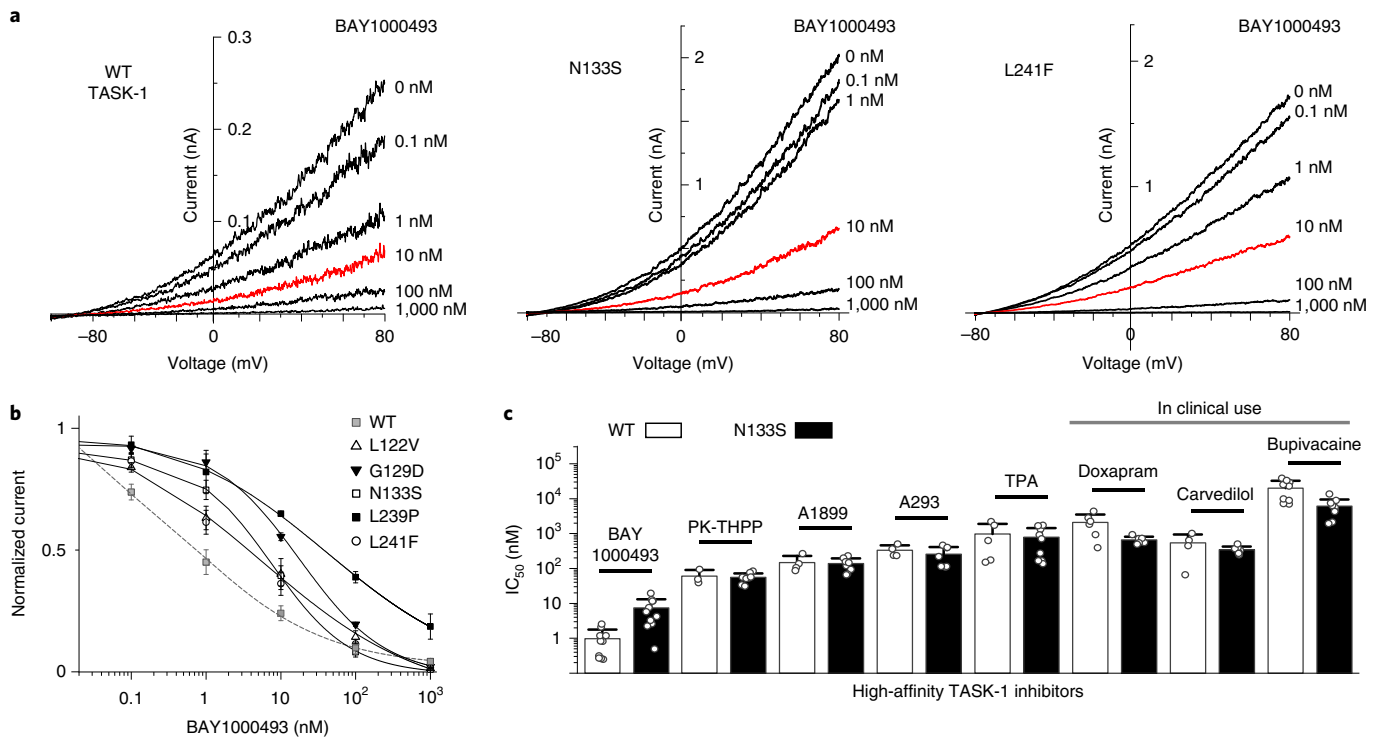 a
WT
TASK-1
BAY1000493
0.3
0.2
0.1
Current (nA)
0 nM
0.1 nM
1 nM
10 nM
100 nM
1,000 nM
–80
0
80
Voltage (mV)
N133S
BAY1000493
2
1
Current (nA)
0 nM
0.1 nM
1 nM
10 nM
100 nM
1,000 nM
–80
0
80
Voltage (mV)
L241F
BAY1000493
2
1
Current (nA)
0 nM
0.1 nM
1 nM
10 nM
100 nM
,000 nM
–80
0
80
Voltage (mV)
b
1
0.5
0
Normalized current
WT
L122V
G129D
N133S
L239P
L241F
0.1
1
10
10²
10³
BAY1000493 (nM)
c
WT
N133S
In clinical use
10⁵
10⁴
10³
10²
10
1
IC₅₀ (nM)
BAY
1000493
PK-THPP
A1899
A293
TPA
Doxapram
Carvedilol
Bupivacaine
High-affinity TASK-1 inhibitors